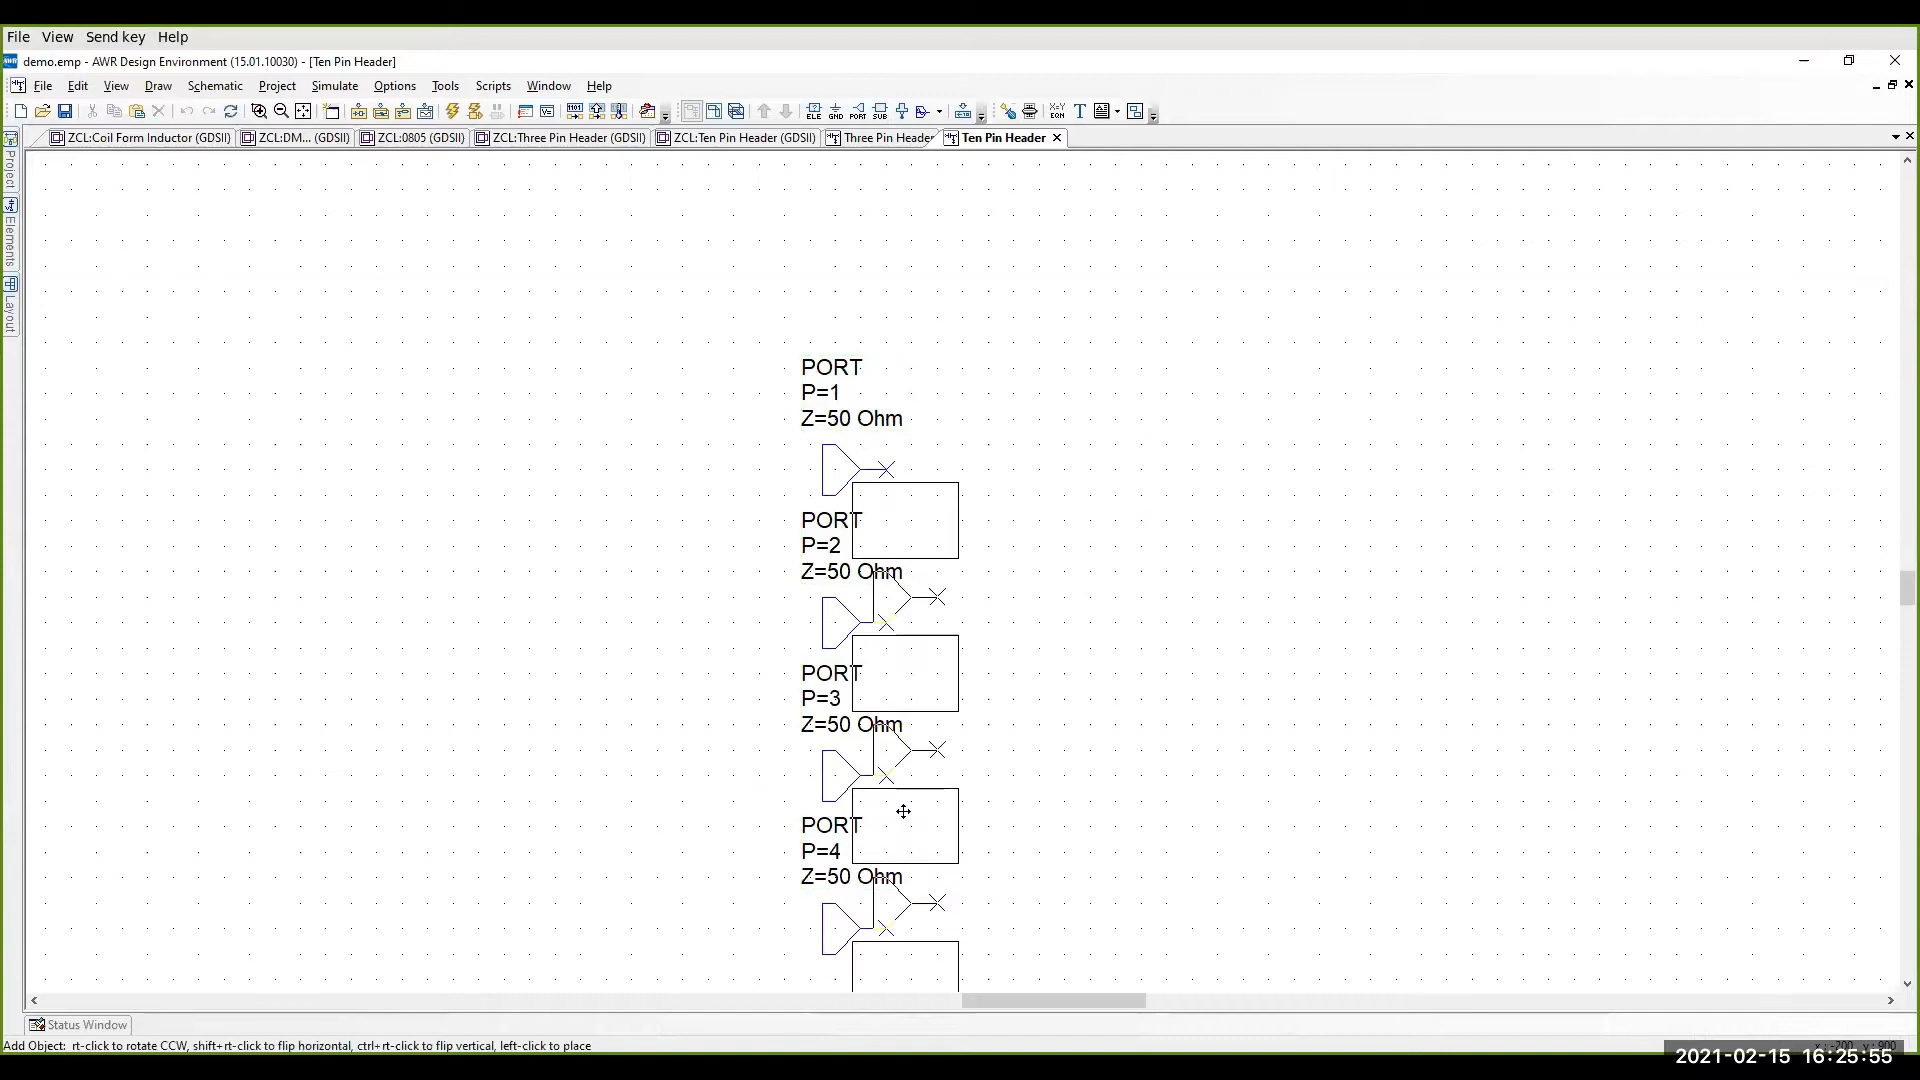 File View Send key Help
demo.emp - AWR Design Environment (15.01.10030) - [Ten Pin Header]
File Edit View Draw Schematic Project Simulate Options Tools Scripts Window Help
ZCL:Coil Form Inductor (GDSII) ZCL:DM... (GDSII) ZCL:0805 (GDSII) ZCL:Three Pin Header (GDSII) ZCL:Ten Pin Header (GDSII) Three Pin Heade Ten Pin Header
Project
Elements
Layout
PORT
P=1
Z=50 Ohm
PORT
P=2
Z=50 Ohm
PORT
P=3
Z=50 Ohm
PORT
P=4
Z=50 Ohm
Status Window
Add Object: rt-click to rotate CCW, shift+rt-click to flip horizontal, ctrl+rt-click to flip vertical, left-click to place
2021-02-15 16:25:55